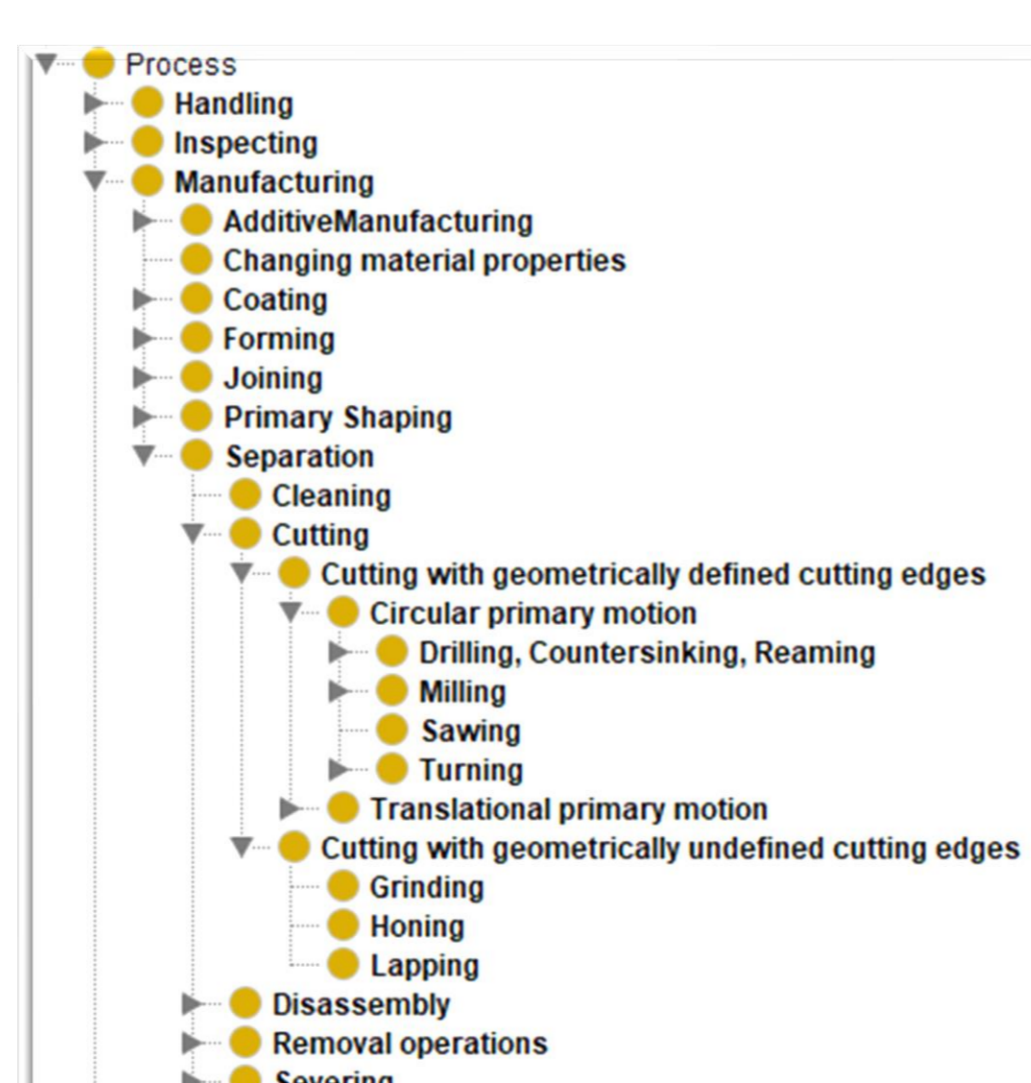 Process
Handling
Inspecting
Manufacturing
AdditiveManufacturing
Changing material properties
Coating
Forming
Joining
Primary Shaping
Separation
Cleaning
Cutting
Cutting with geometrically defined cutting edges
Circular primary motion
Drilling, Countersinking, Reaming
Milling
Sawing
Turning
Translational primary motion
Cutting with geometrically undefined cutting edges
Grinding
Honing
Lapping
Disassembly
Removal operations
Severing